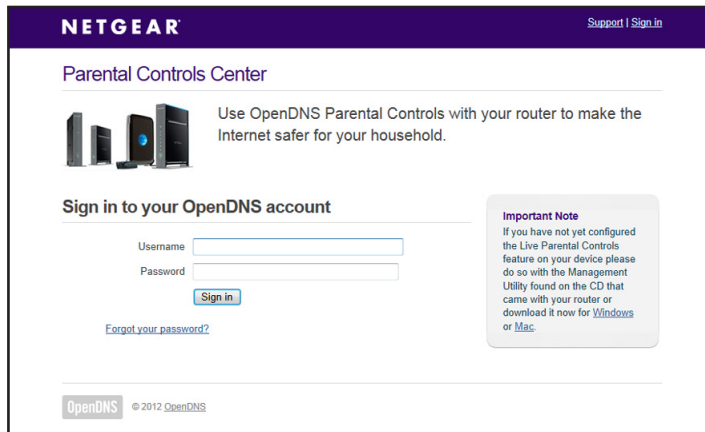 NETGEAR
Support | Sign in
Parental Controls Center
Use OpenDNS Parental Controls with your router to make the
Internet safer for your household.
Sign in to your OpenDNS account
Username
Password
Sign in
Forgot your password?
Important Note
If you have not yet configured
the Live Parental Controls
feature on your device please
do so with the Management
Utility found on the CD that
came with your router or
download it now for Windows
or Mac.
OpenDNS
© 2012 OpenDNS